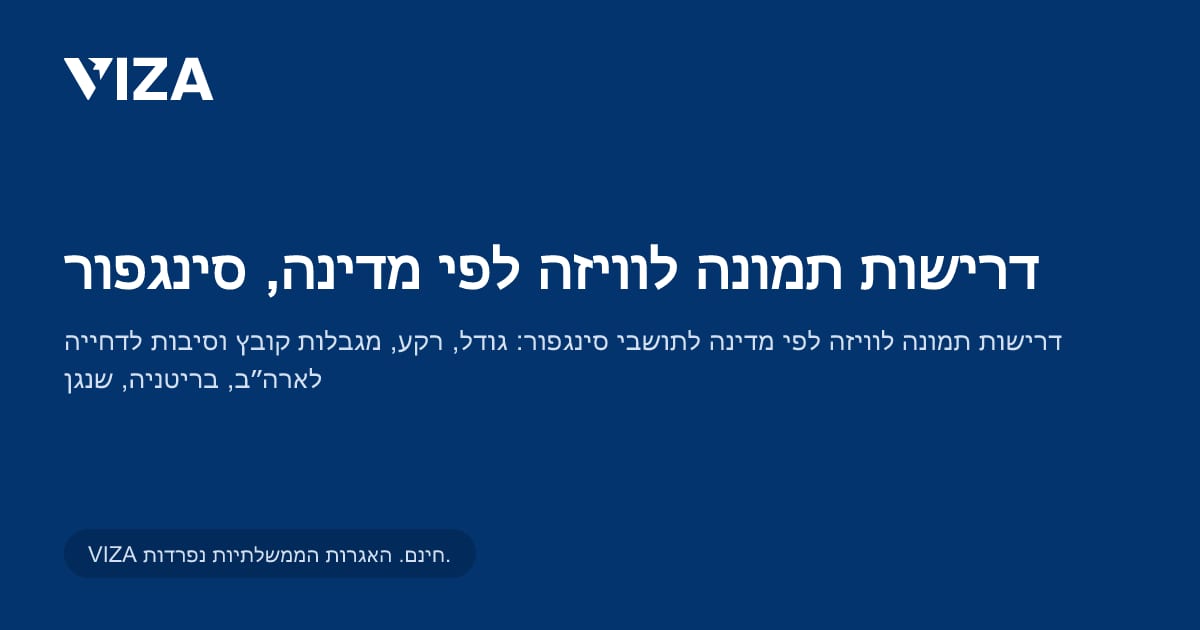 VIZA
דרישות תמונה לוויזה לפי מדינה, סינגפור
דרישות תמונה לוויזה לפי מדינה לתושבי סינגפור: גודל, רקע, מגבלות קובץ וסיבות לדחייה
לארה״ב, בריטניה, שנגן
VIZA חינם. האגרות הממשלתיות נפרדות.